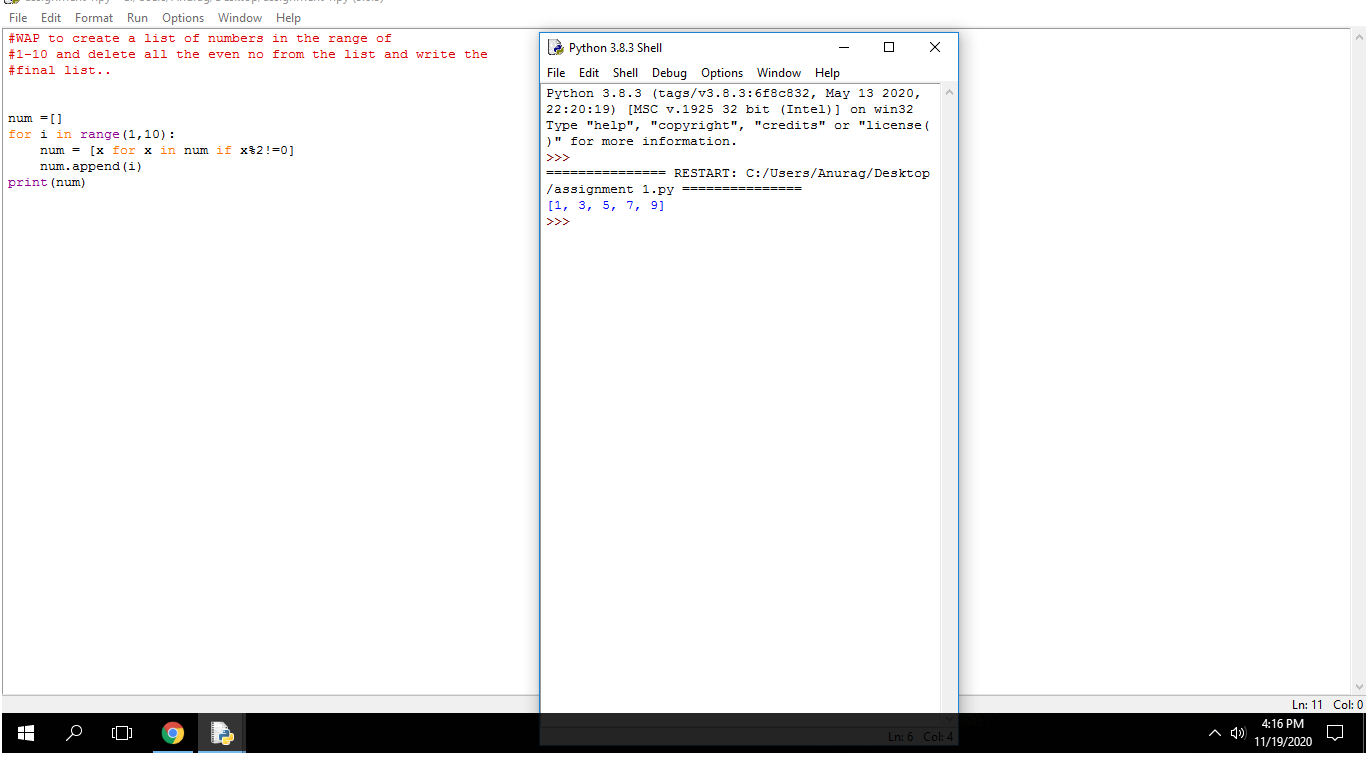 File Edit Format Run Options Window Help
#WAP to create a list of numbers in the range of
#1-10 and delete all the even no from the list and write the
#final list..
num =[]
for i in range(1,10):
    num = [x for x in num if x%2!=0]
    num.append(i)
print(num)
Python 3.8.3 Shell
File Edit Shell Debug Options Window Help
Python 3.8.3 (tags/v3.8.3:6f8c832, May 13 2020,
22:20:19) [MSC v.1925 32 bit (Intel)] on win32
Type "help", "copyright", "credits" or "license(
)" for more information.
>>>
=============== RESTART: C:/Users/Anurag/Desktop
/assignment 1.py ===============
[1, 3, 5, 7, 9]
>>>
Ln: 11 Col: 0
Ln: 6 Col: 4
4:16 PM
11/19/2020